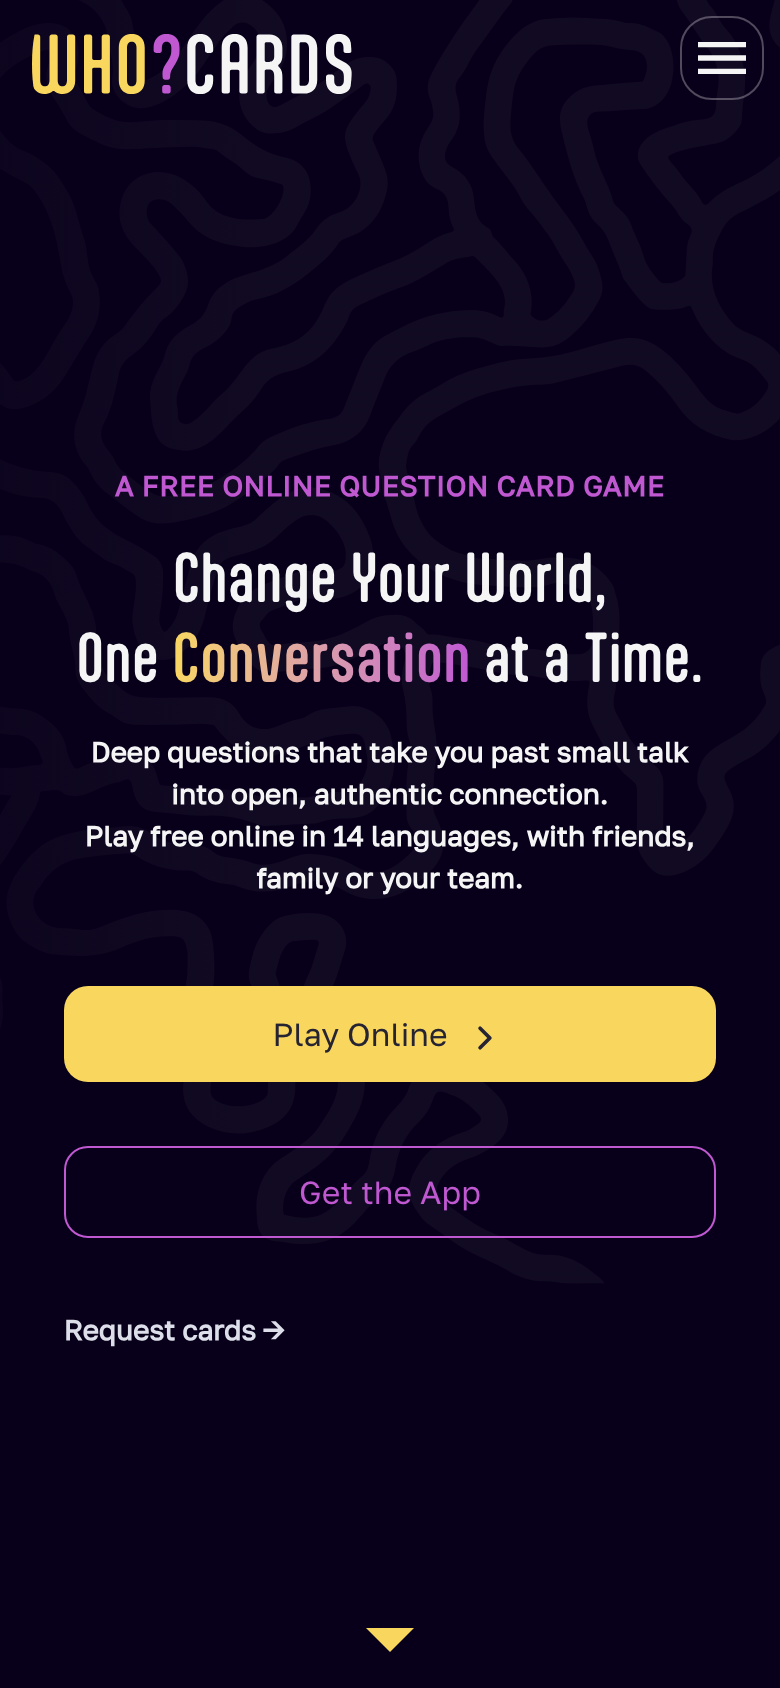 WHO?CARDS
A FREE ONLINE QUESTION CARD GAME
Change Your World,
One Conversation at a Time.
Deep questions that take you past small talk
into open, authentic connection.
Play free online in 14 languages, with friends,
family or your team.
Play Online
Get the App
Request cards →